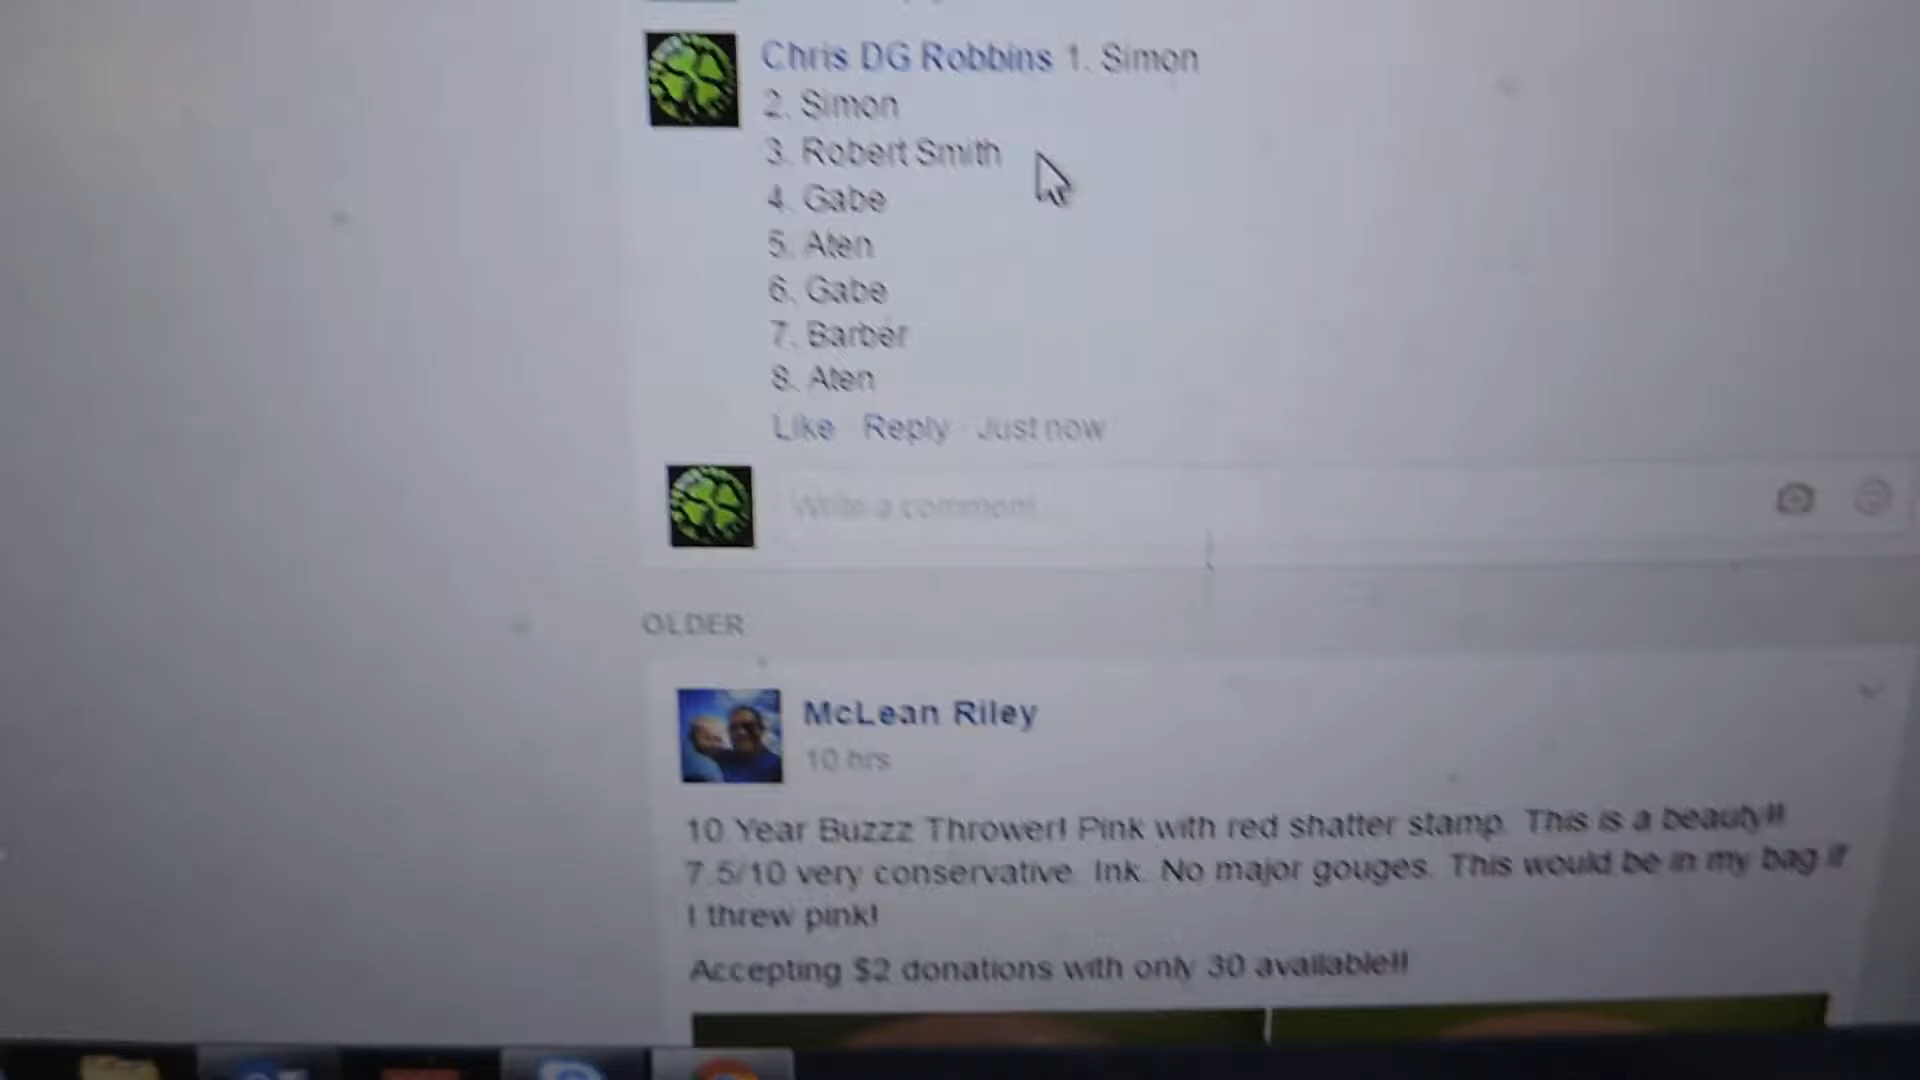 Chris DG Robbins 1. Simon
2. Simon
3. Robert Smith
4. Gabe
5. Aten
6. Gabe
7. Barber
8. Aten
Like · Reply · Just now
Write a comment...
OLDER
McLean Riley
10 hrs
10 Year Buzzz Thrower! Pink with red shatter stamp. This is a beauty!!
7.5/10 very conservative. Ink. No major gouges. This would be in my bag if
I threw pink!
Accepting $2 donations with only 30 available!!